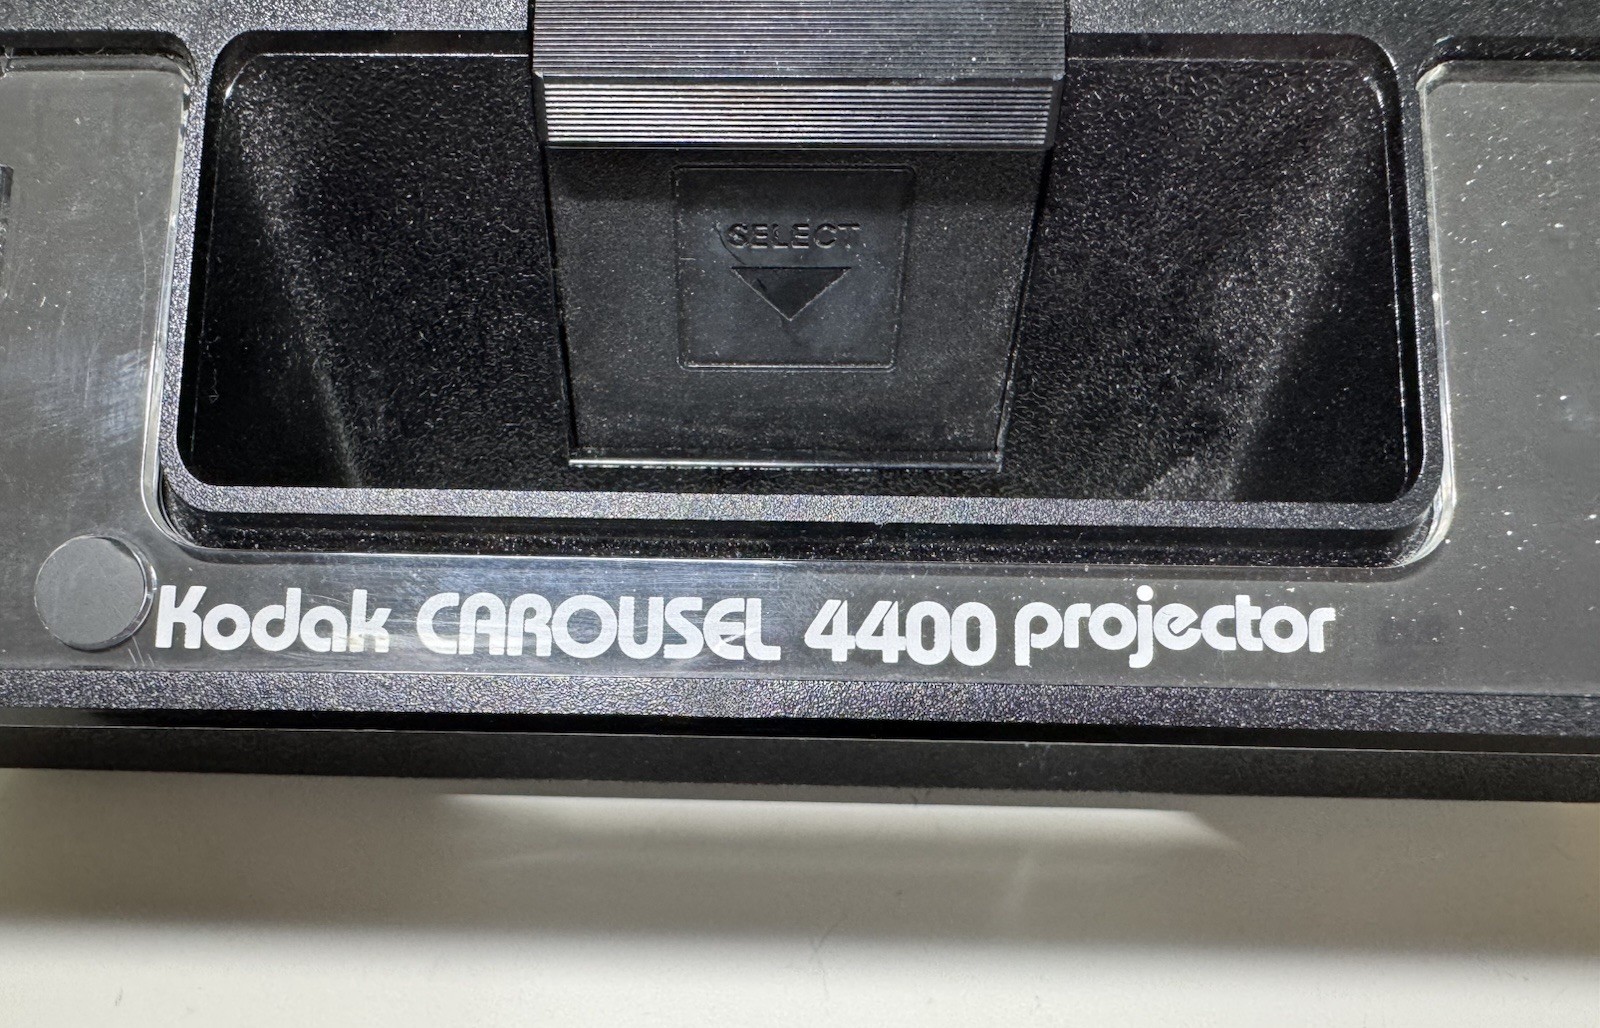 SELECT
Kodak CAROUSEL 4400 projector